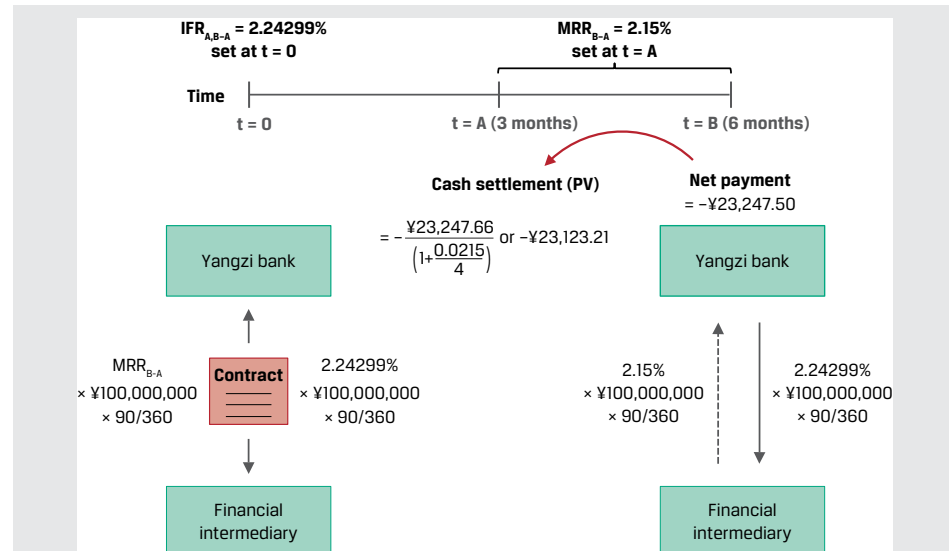 IFR A,B–A = 2.24299%
set at t = 0
MRR B–A = 2.15%
set at t = A
Time
t = 0
t = A (3 months)
t = B (6 months)
Cash settlement (PV)
Net payment
= –¥23,247.50
= – ¥23,247.66 / (1+ 0.0215 / 4) or –¥23,123.21
Yangzi bank
Yangzi bank
MRR B-A
× ¥100,000,000
× 90/360
Contract
2.24299%
× ¥100,000,000
× 90/360
2.15%
× ¥100,000,000
× 90/360
2.24299%
× ¥100,000,000
× 90/360
Financial
intermediary
Financial
intermediary